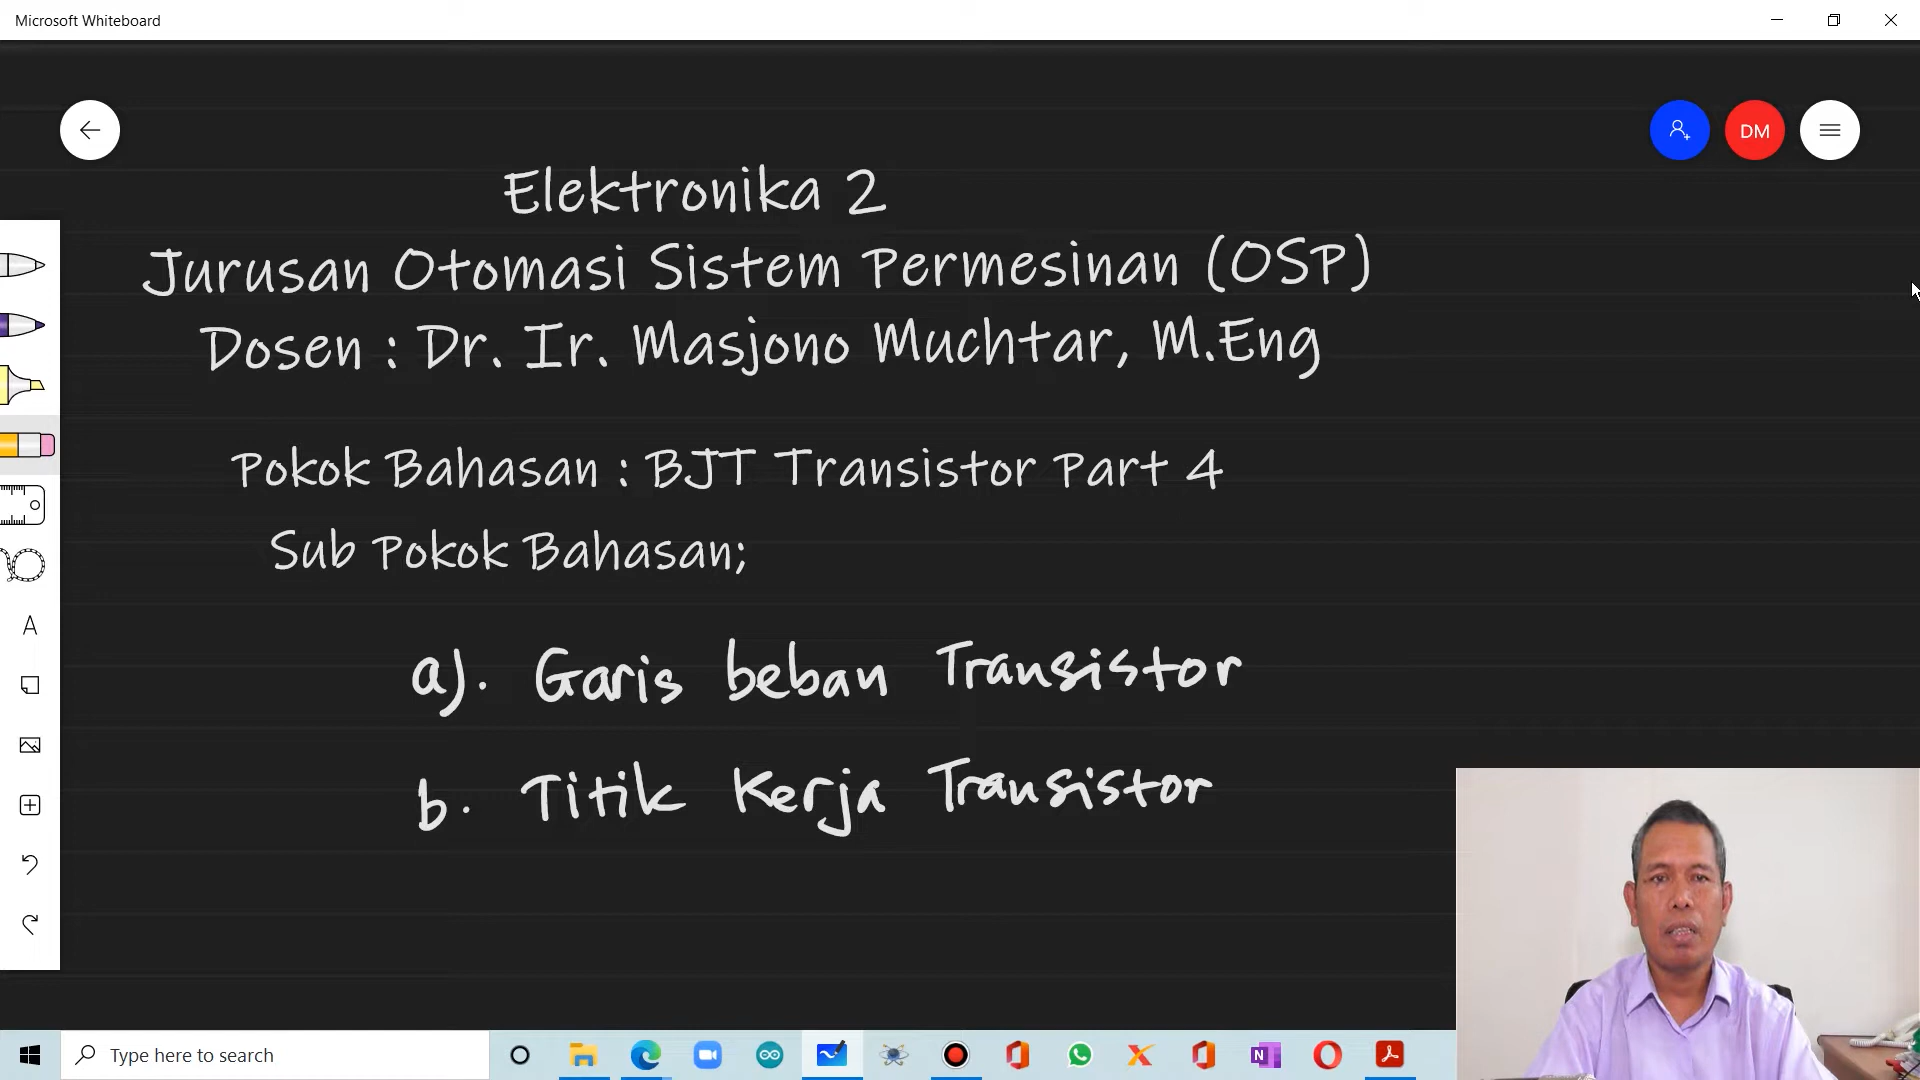 Microsoft Whiteboard
DM
Elektronika 2
Jurusan Otomasi Sistem Permesinan (OSP)
Dosen : Dr. Ir. Masjono Muchtar, M.Eng
Pokok Bahasan : BJT Transistor Part 4
Sub Pokok Bahasan;
a). Garis beban Transistor
b. Titik Kerja Transistor
A
Type here to search
N